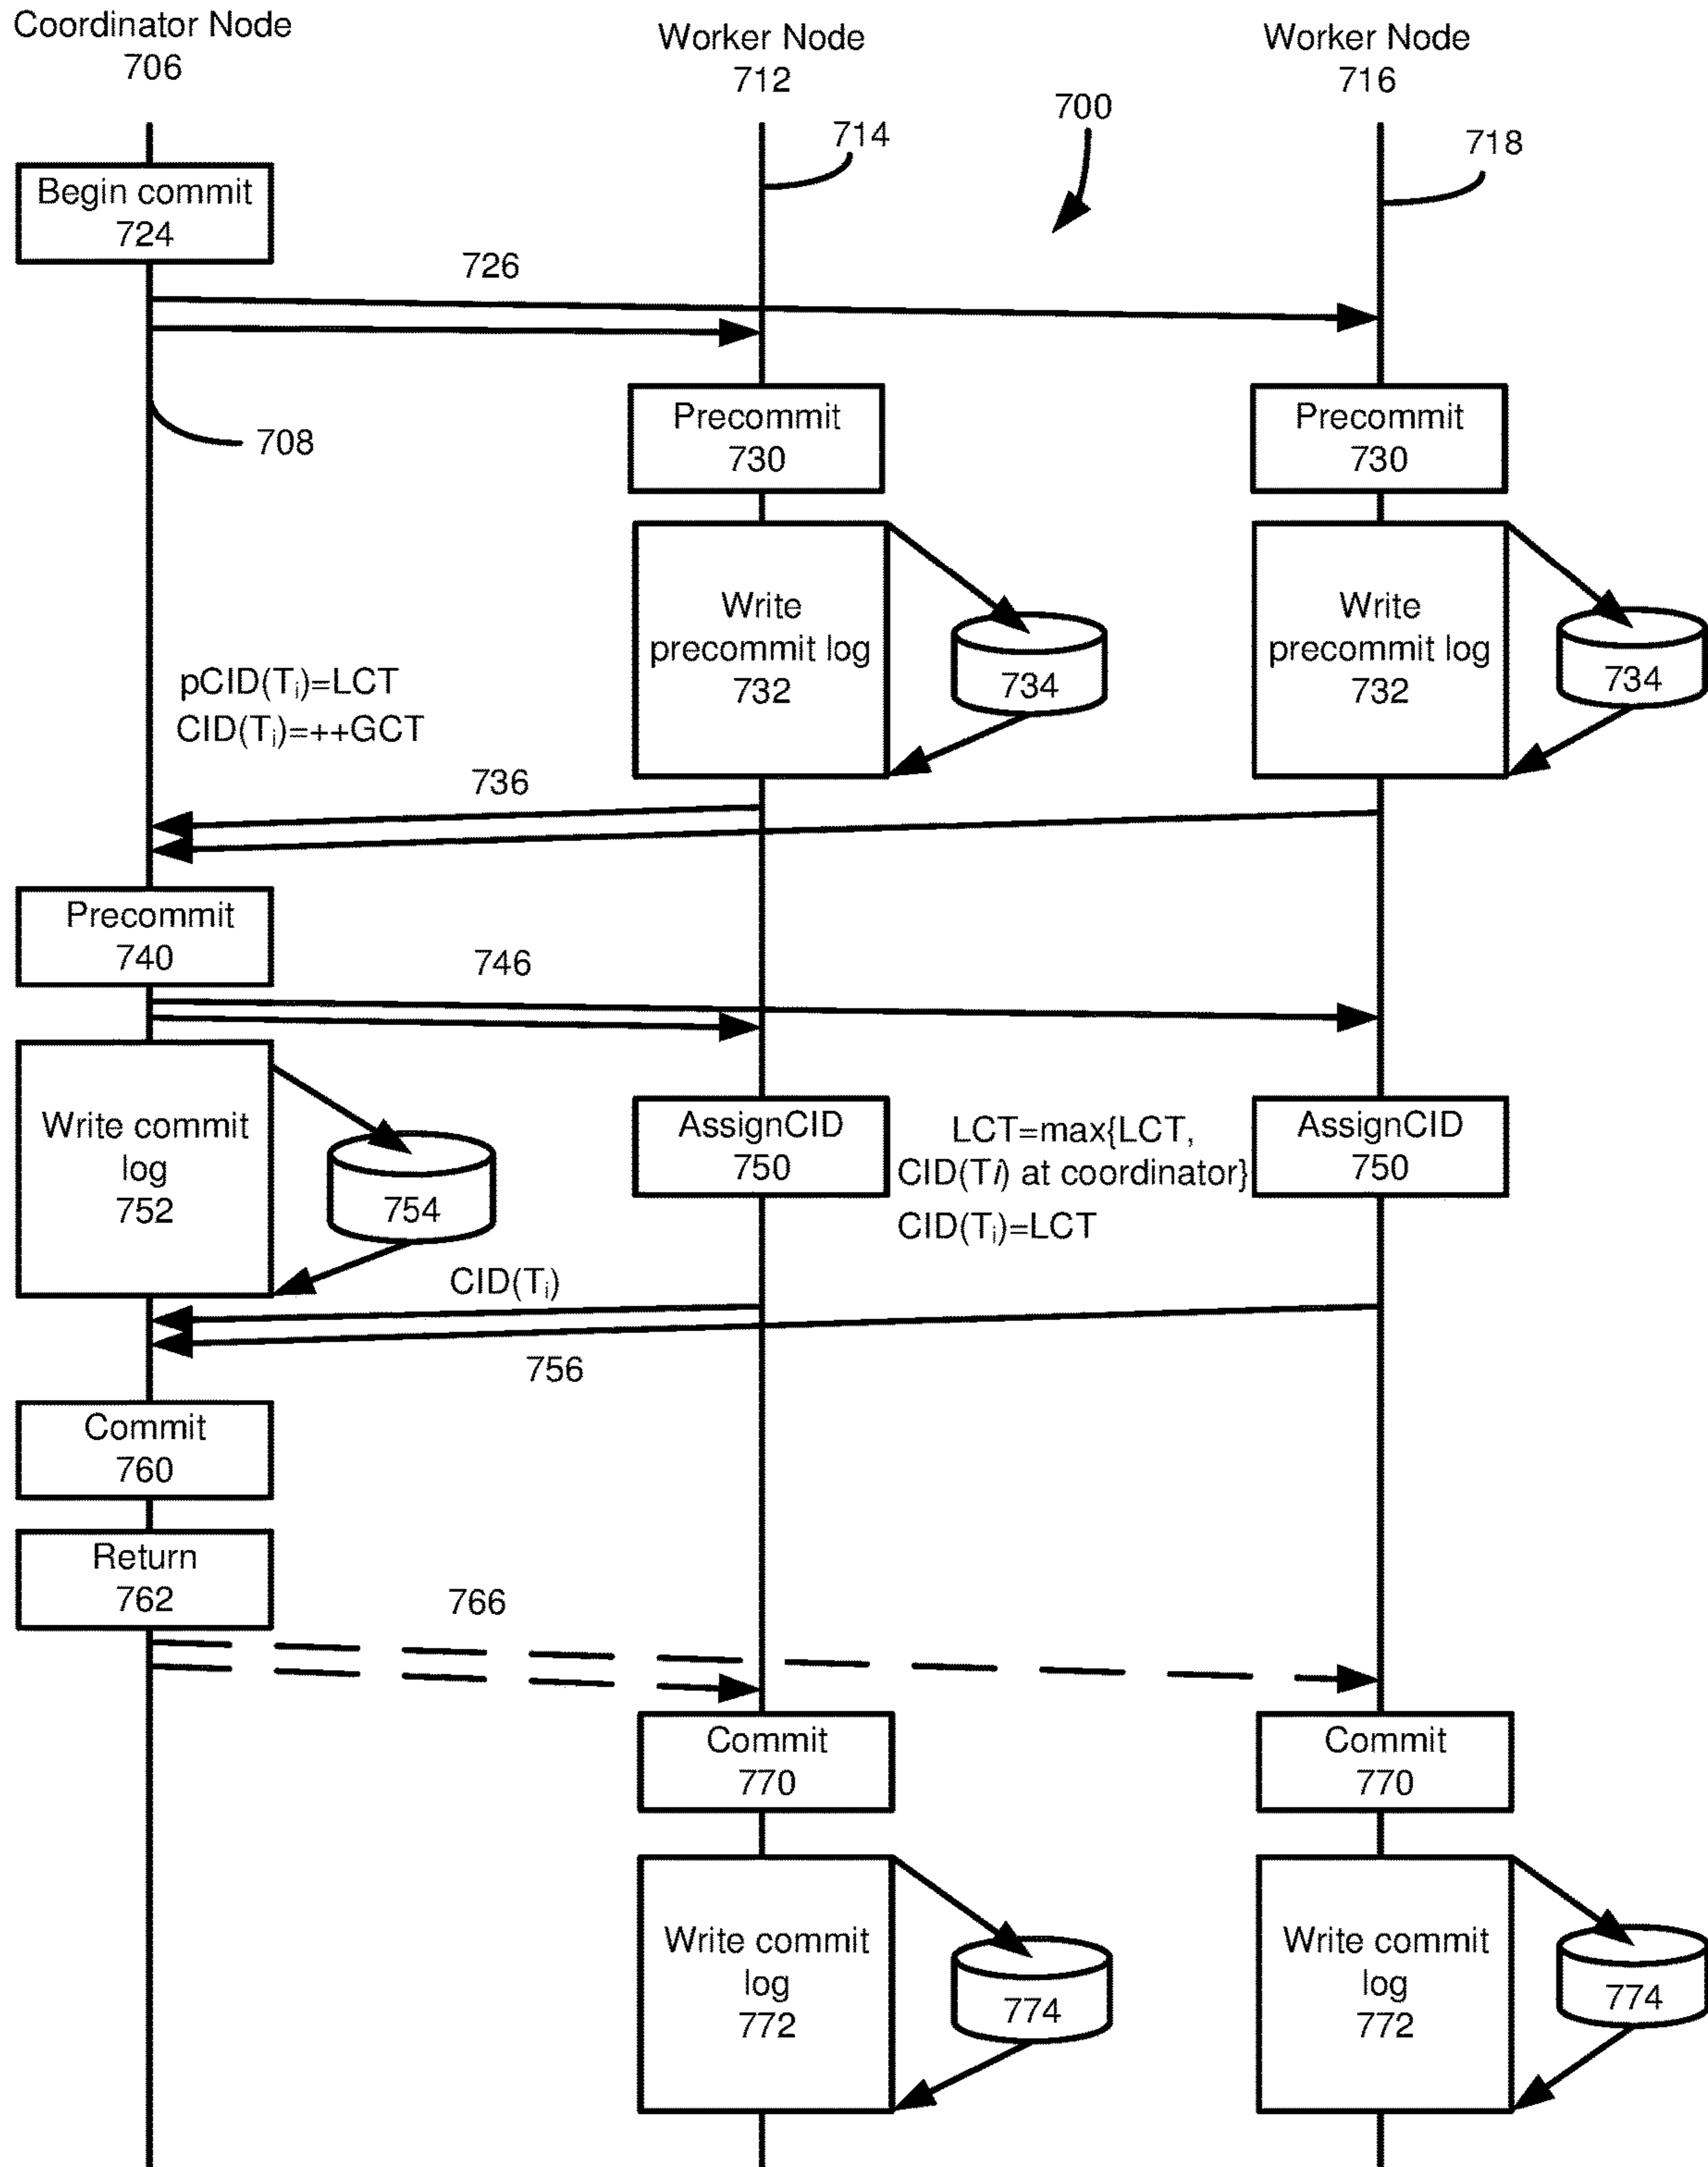 Coordinator Node
706
Worker Node
712
Worker Node
716
700
714
718
Begin commit
724
726
708
Precommit
730
Precommit
730
Write
precommit log
732
734
Write
precommit log
732
734
pCID(Ti)=LCT
CID(Ti)=++GCT
736
Precommit
740
746
Write commit
log
752
754
AssignCID
750
LCT=max{LCT,
CID(Ti) at coordinator}
CID(Ti)=LCT
AssignCID
750
CID(Ti)
756
Commit
760
Return
762
766
Commit
770
Commit
770
Write commit
log
772
774
Write commit
log
772
774